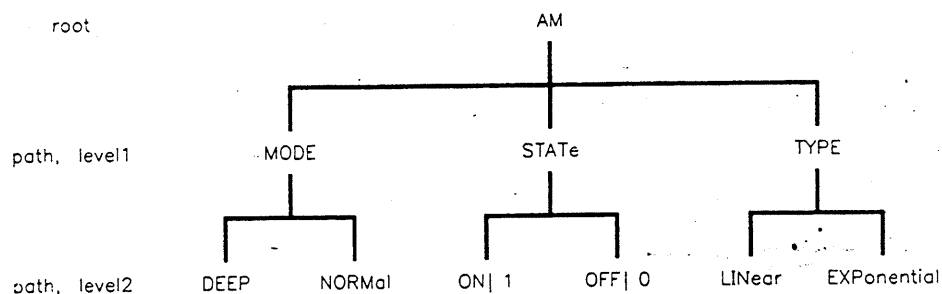 root AM
path, level1 MODE STATe TYPE
path, level2 DEEP NORMal ON| 1 OFF| 0 LINear EXPonential